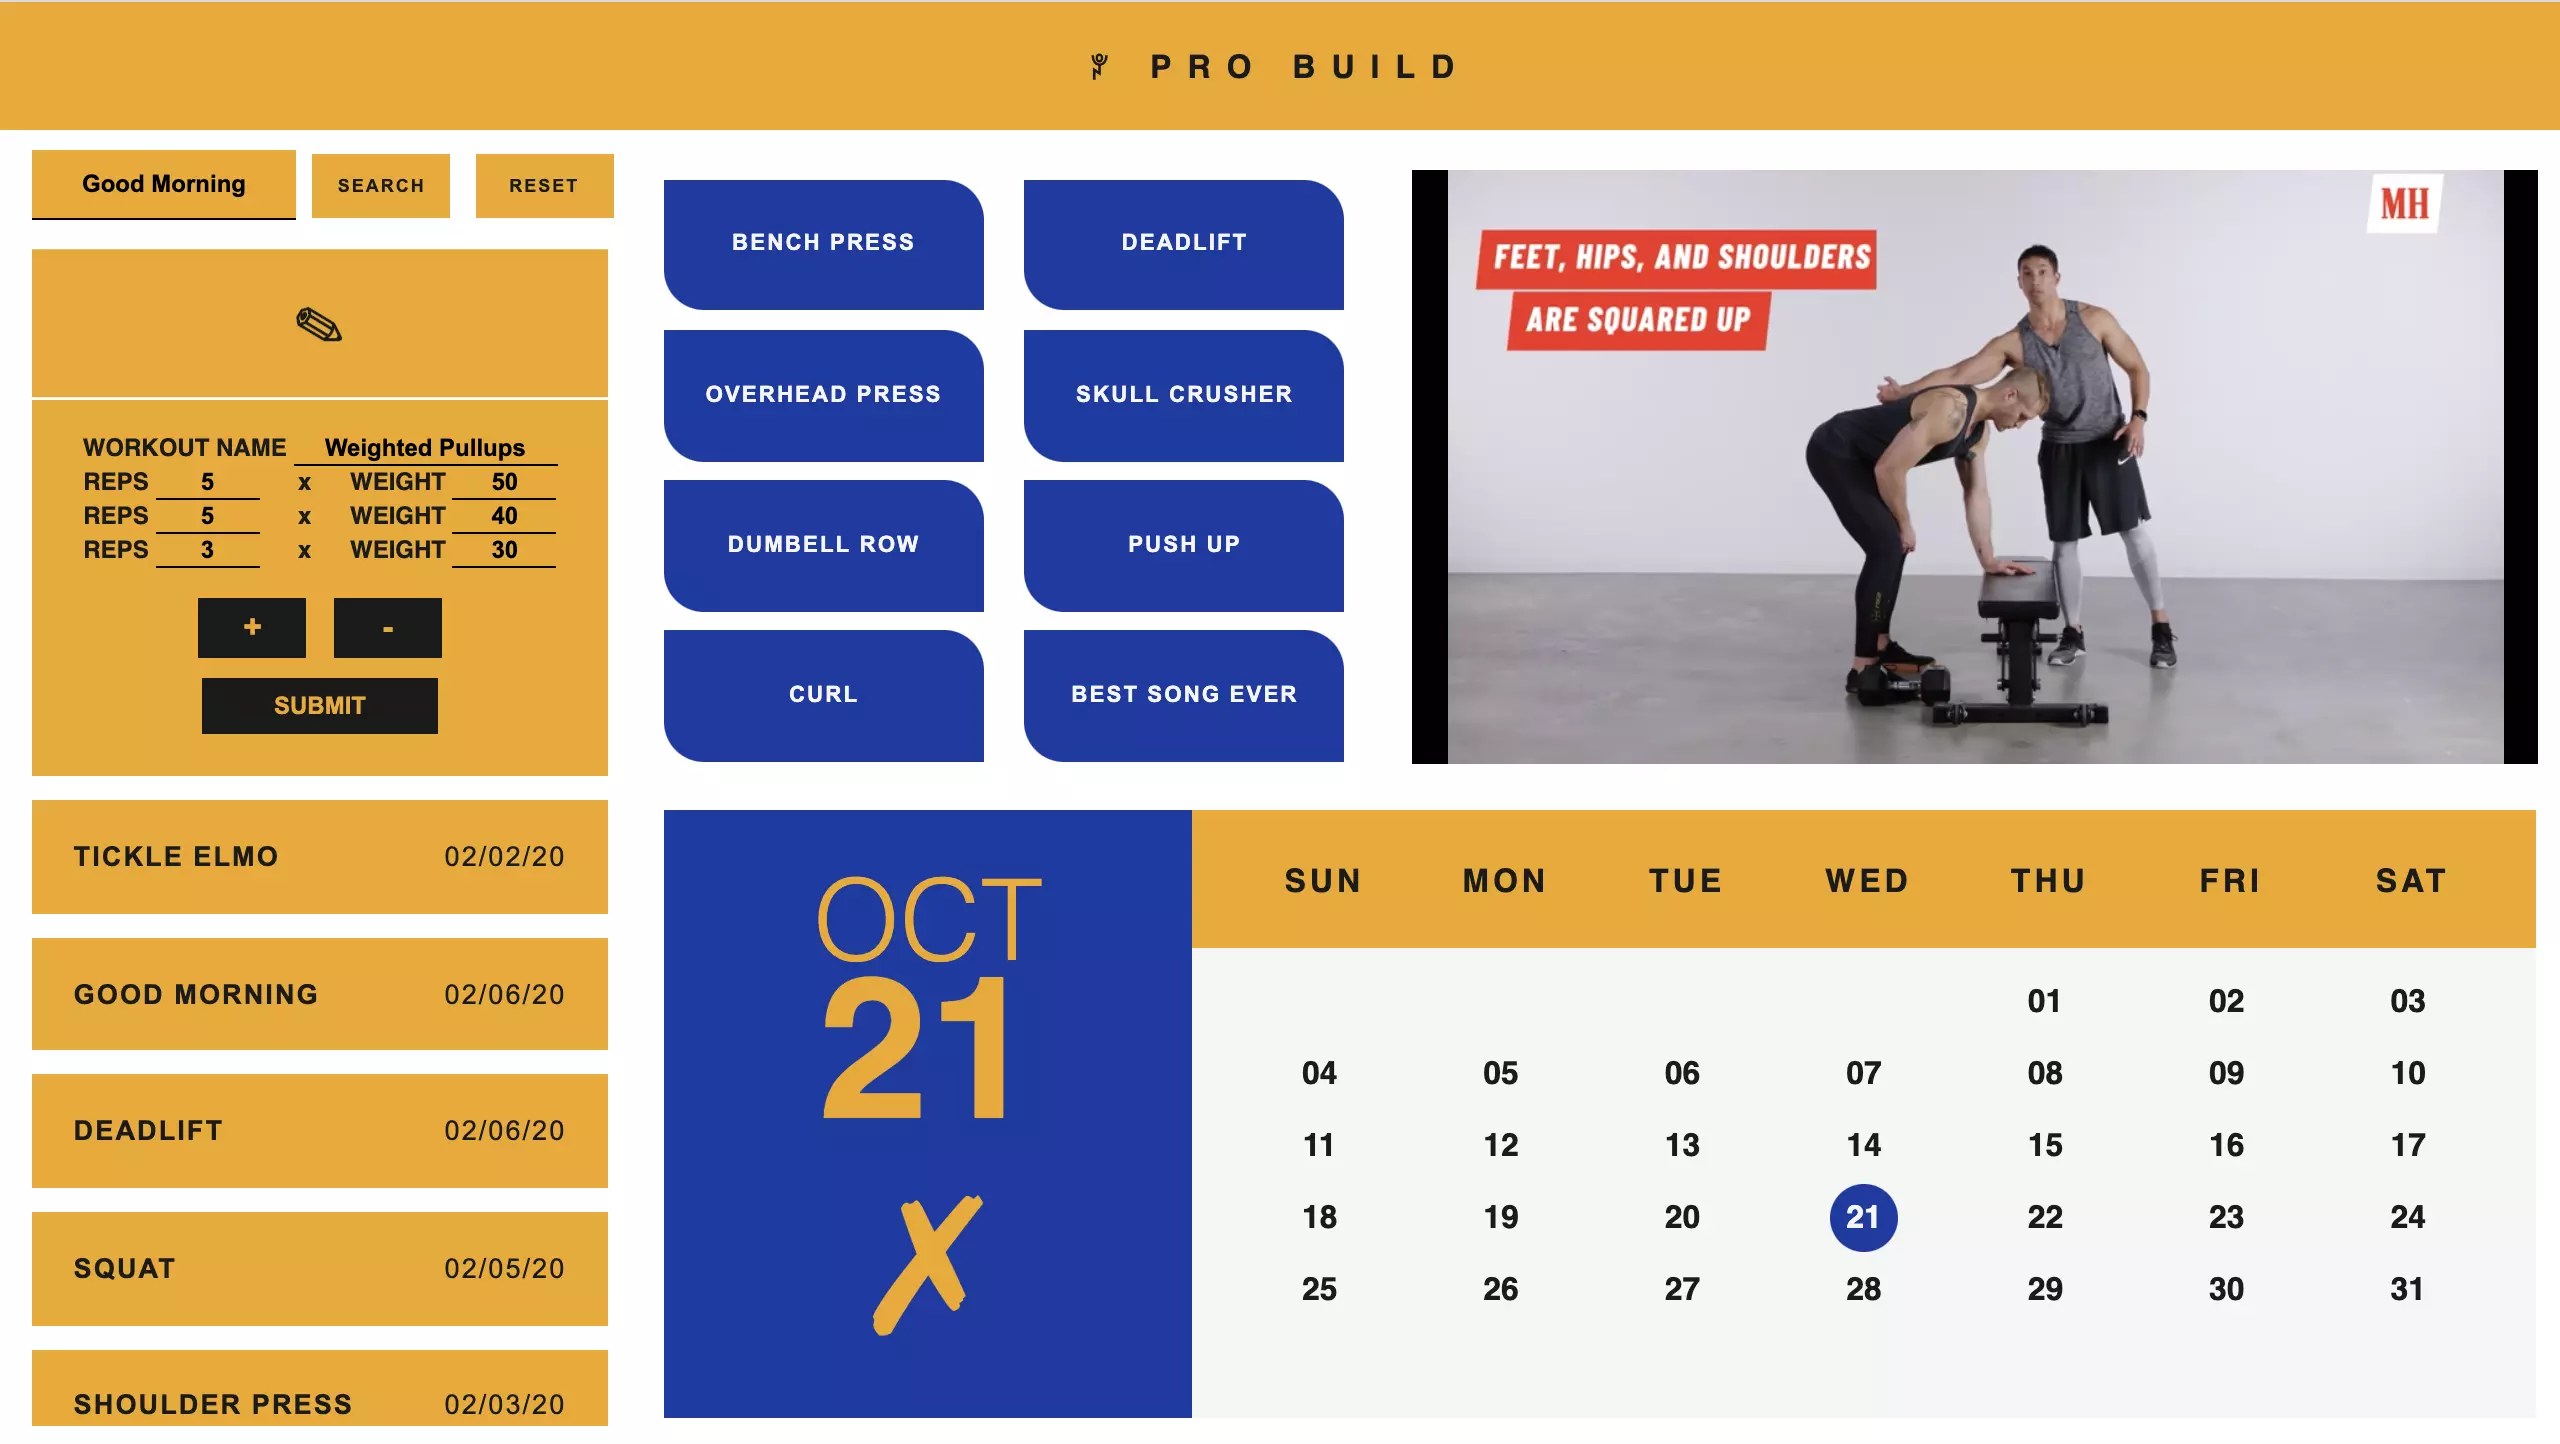 PRO BUILD
Good Morning
SEARCH
RESET
WORKOUT NAME Weighted Pullups
REPS 5 x WEIGHT 50
REPS 5 x WEIGHT 40
REPS 3 x WEIGHT 30
+ -
SUBMIT
TICKLE ELMO 02/02/20
GOOD MORNING 02/06/20
DEADLIFT 02/06/20
SQUAT 02/05/20
SHOULDER PRESS 02/03/20
BENCH PRESS
DEADLIFT
OVERHEAD PRESS
SKULL CRUSHER
DUMBELL ROW
PUSH UP
CURL
BEST SONG EVER
MH
FEET, HIPS, AND SHOULDERS
ARE SQUARED UP
OCT
21
✗
SUN MON TUE WED THU FRI SAT
01 02 03
04 05 06 07 08 09 10
11 12 13 14 15 16 17
18 19 20 21 22 23 24
25 26 27 28 29 30 31